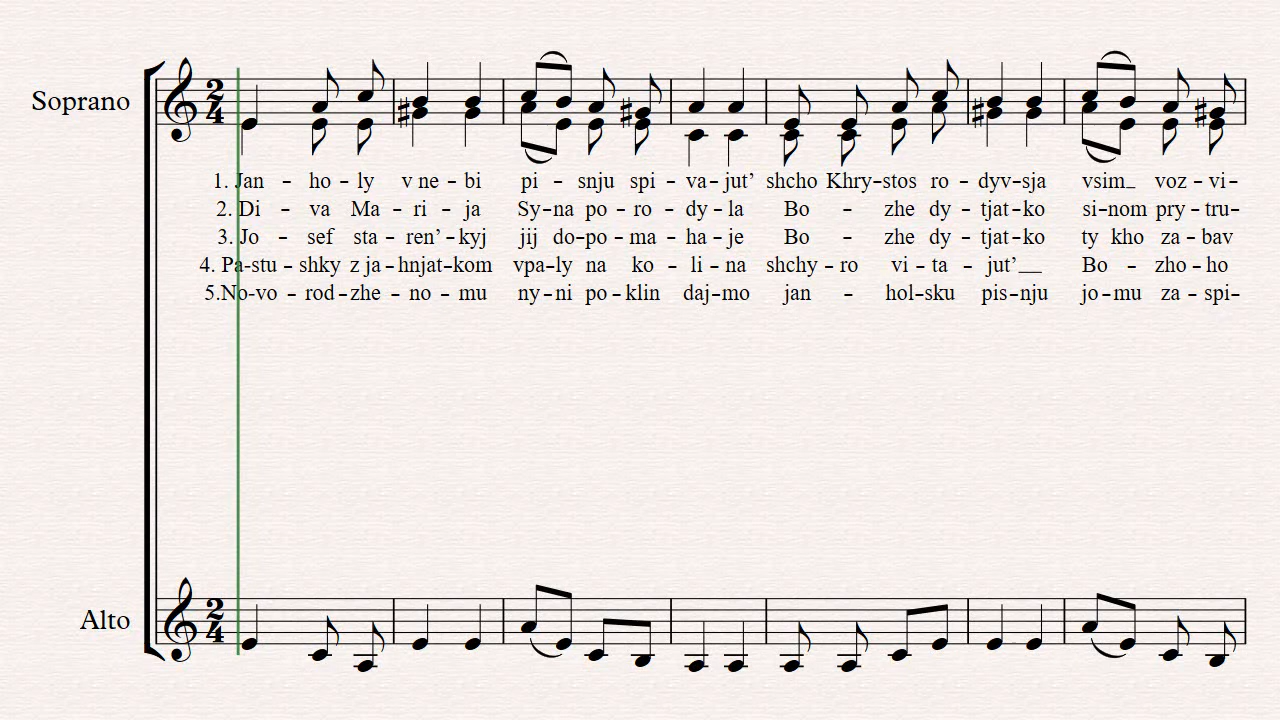 Soprano
2
4
1. Jan - ho - ly v ne - bi pi - snju spi - va - jut’ shcho Khry - stos ro - dyv - sja vsim_ voz - vi -
2. Di - va Ma - ri - ja Sy - na po - ro - dy - la Bo - zhe dy - tjat - ko si - nom pry - tru -
3. Jo - sef sta - ren’ - kyj jij do - po - ma - ha - je Bo - zhe dy - tjat - ko ty kho za - bav
4. Pa - stu - shky z ja - hnjat - kom vpa - ly na ko - li - na shchy - ro vi - ta - jut’__ Bo - zho - ho
5.No - vo - rod - zhe - no - mu ny - ni po - klin daj - mo jan - hol - sku pis - nju jo - mu za - spi -
Alto
2
4